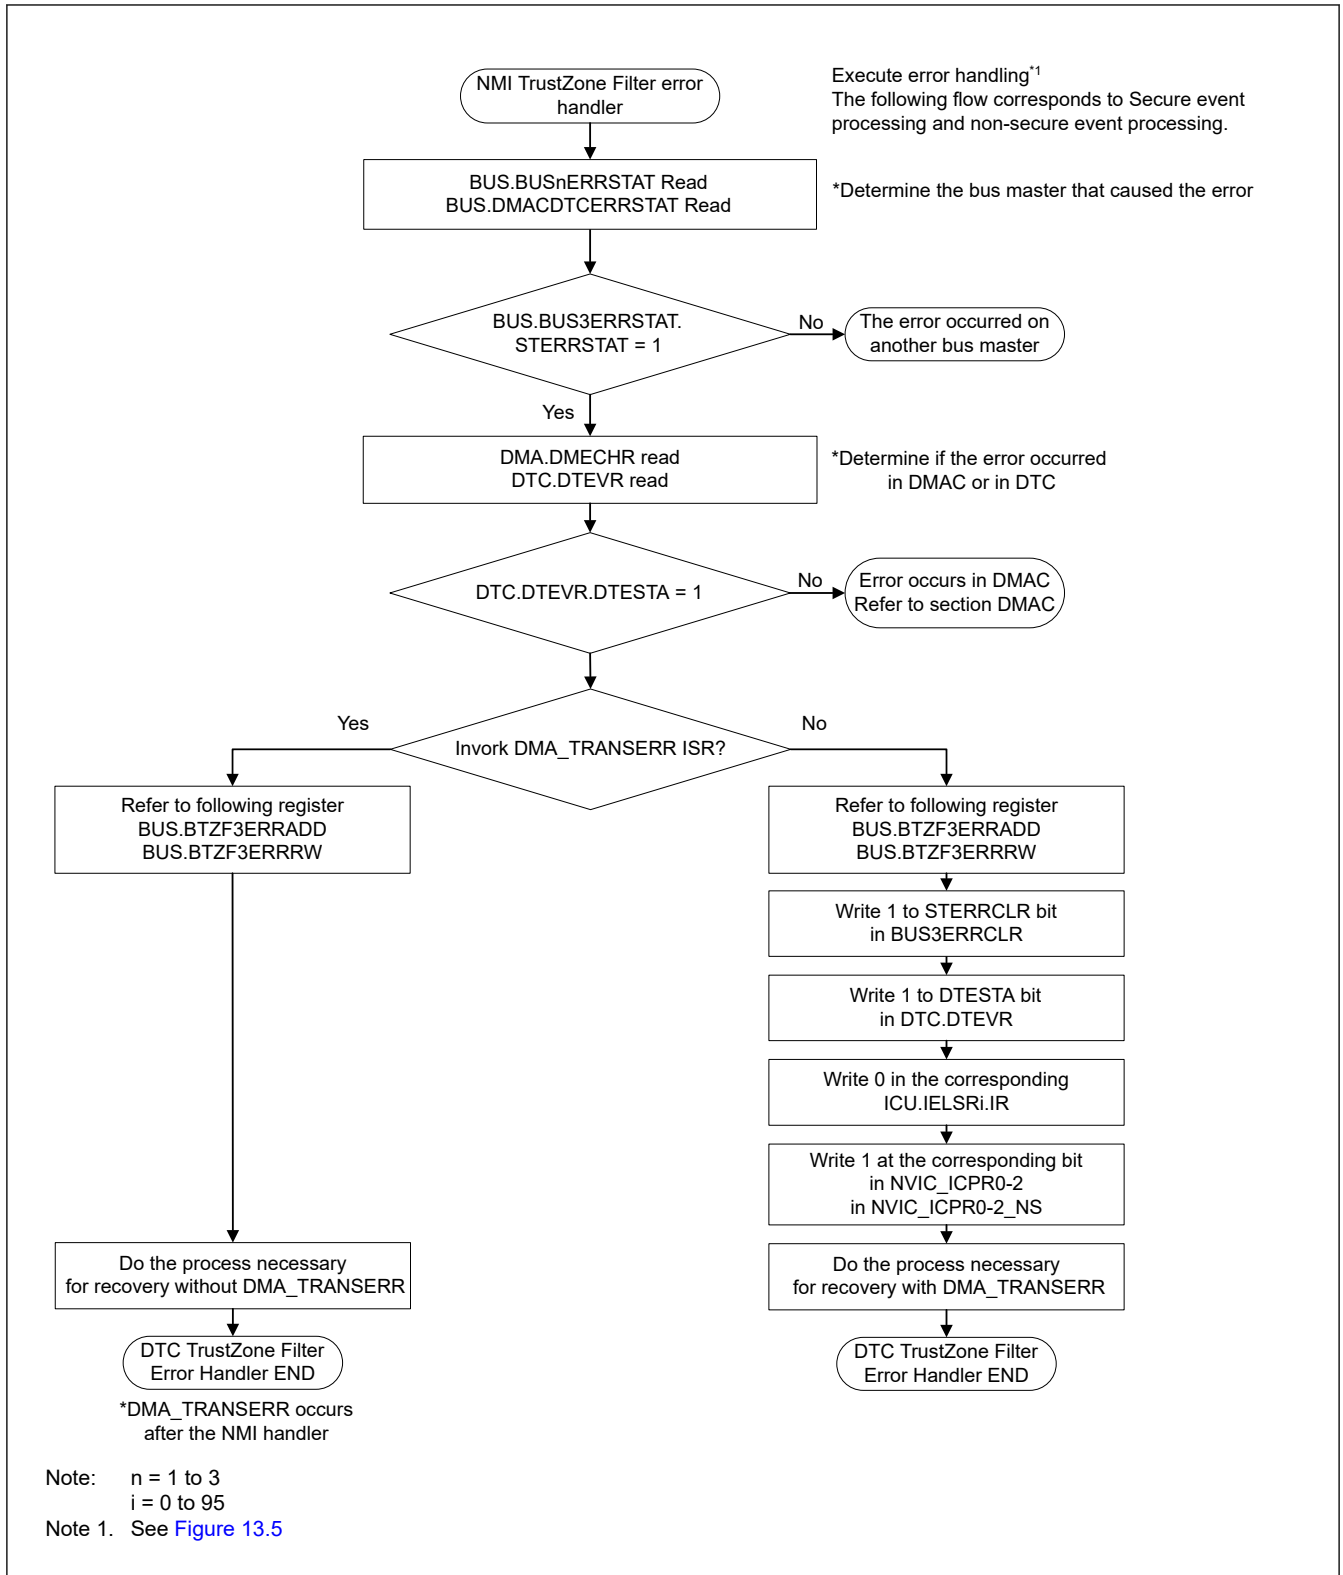 NMI TrustZone Filter error
handler
Execute error handling*1
The following flow corresponds to Secure event
processing and non-secure event processing.
BUS.BUSnERRSTAT Read
BUS.DMACDTCERRSTAT Read
*Determine the bus master that caused the error
BUS.BUS3ERRSTAT.
STERRSTAT = 1
No
The error occurred on
another bus master
Yes
DMA.DMECHR read
DTC.DTEVR read
*Determine if the error occurred
in DMAC or in DTC
DTC.DTEVR.DTESTA = 1
No
Error occurs in DMAC
Refer to section DMAC
Yes
Invork DMA_TRANSERR ISR?
No
Refer to following register
BUS.BTZF3ERRADD
BUS.BTZF3ERRRW
Refer to following register
BUS.BTZF3ERRADD
BUS.BTZF3ERRRW
Write 1 to STERRCLR bit
in BUS3ERRCLR
Write 1 to DTESTA bit
in DTC.DTEVR
Write 0 in the corresponding
ICU.IELSRi.IR
Write 1 at the corresponding bit
in NVIC_ICPR0-2
in NVIC_ICPR0-2_NS
Do the process necessary
for recovery without DMA_TRANSERR
Do the process necessary
for recovery with DMA_TRANSERR
DTC TrustZone Filter
Error Handler END
DTC TrustZone Filter
Error Handler END
*DMA_TRANSERR occurs
after the NMI handler
Note: n = 1 to 3
i = 0 to 95
Note 1. See Figure 13.5